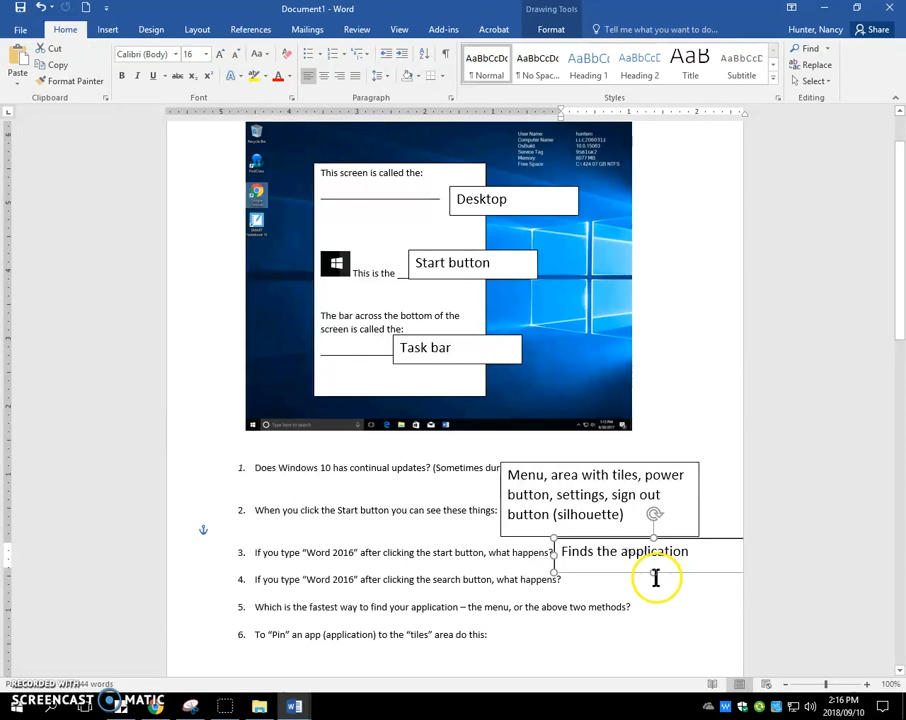 Document1 - Word
Drawing Tools
File
Home
Insert
Design
Layout
References
Mailings
Review
View
Add-ins
Acrobat
Format
Tell me what you want to do...
Hunter, Nancy
Share
Cut
Copy
Format Painter
Paste
Clipboard
Calibri (Body)
16
Font
Paragraph
AaBbCcDc
AaBbCcDc
AaBbCc
AaBbCcC
AaB
AaBbCcC
¶ Normal
¶ No Spac...
Heading 1
Heading 2
Title
Subtitle
Styles
Find
Replace
Select
Editing
This screen is called the:
Desktop
This is the
Start button
The bar across the bottom of the
screen is called the:
Task bar
1. Does Windows 10 has continual updates? (Sometimes dur
Menu, area with tiles, power
button, settings, sign out
button (silhouette)
2. When you click the Start button you can see these things:
3. If you type “Word 2016” after clicking the start button, what happens?
Finds the application
4. If you type “Word 2016” after clicking the search button, what happens?
5. Which is the fastest way to find your application – the menu, or the above two methods?
6. To “Pin” an app (application) to the “tiles” area do this:
44 words
100%
RECORDED WITH
SCREENCAST MATIC
2:16 PM
2018/09/10